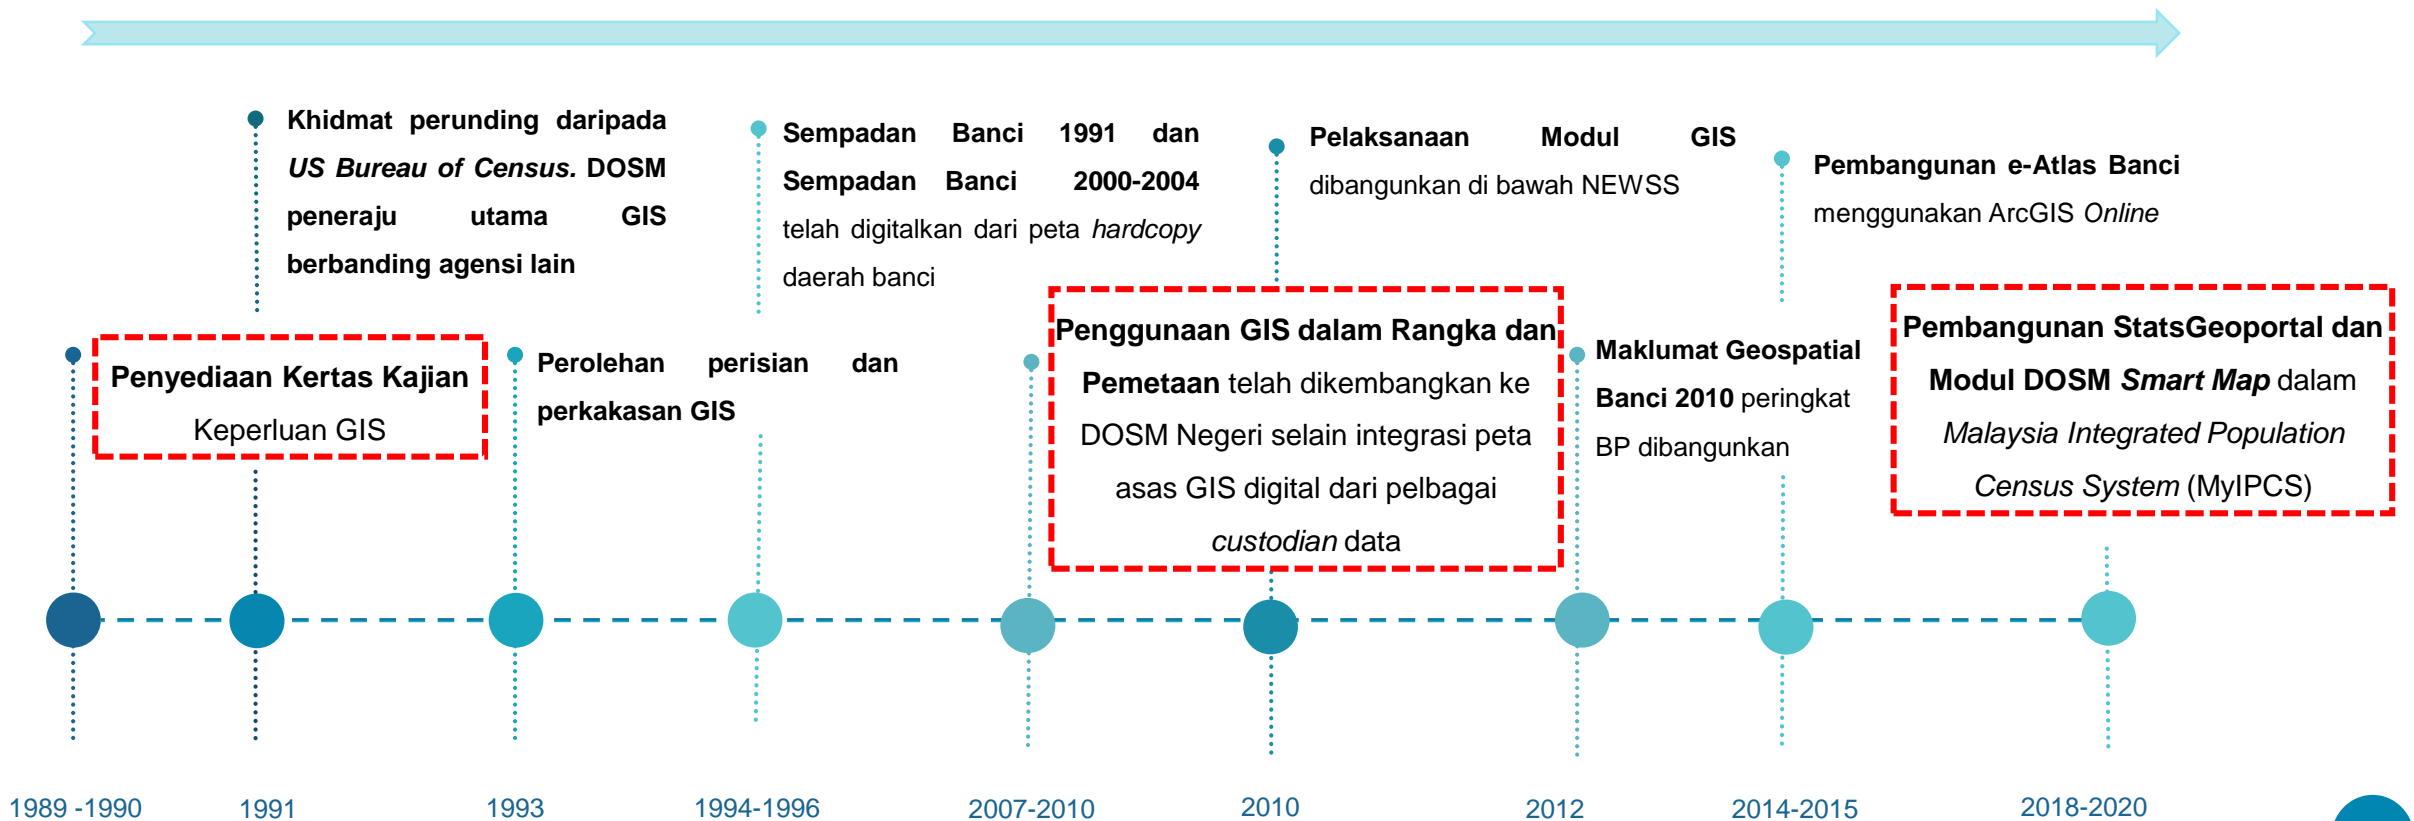 Khidmat perunding daripada
US Bureau of Census. DOSM
peneraju utama GIS
berbanding agensi lain
Sempadan Banci 1991 dan
Sempadan Banci 2000-2004
telah digitalkan dari peta hardcopy
daerah banci
Pelaksanaan Modul GIS
dibangunkan di bawah NEWSS
Pembangunan e-Atlas Banci
menggunakan ArcGIS Online
Penyediaan Kertas Kajian
Keperluan GIS
Perolehan perisian dan
perkakasan GIS
Penggunaan GIS dalam Rangka dan
Pemetaan telah dikembangkan ke
DOSM Negeri selain integrasi peta
asas GIS digital dari pelbagai
custodian data
Maklumat Geospatial
Banci 2010 peringkat
BP dibangunkan
Pembangunan StatsGeoportal dan
Modul DOSM Smart Map dalam
Malaysia Integrated Population
Census System (MyIPCS)
1989 -1990
1991
1993
1994-1996
2007-2010
2010
2012
2014-2015
2018-2020